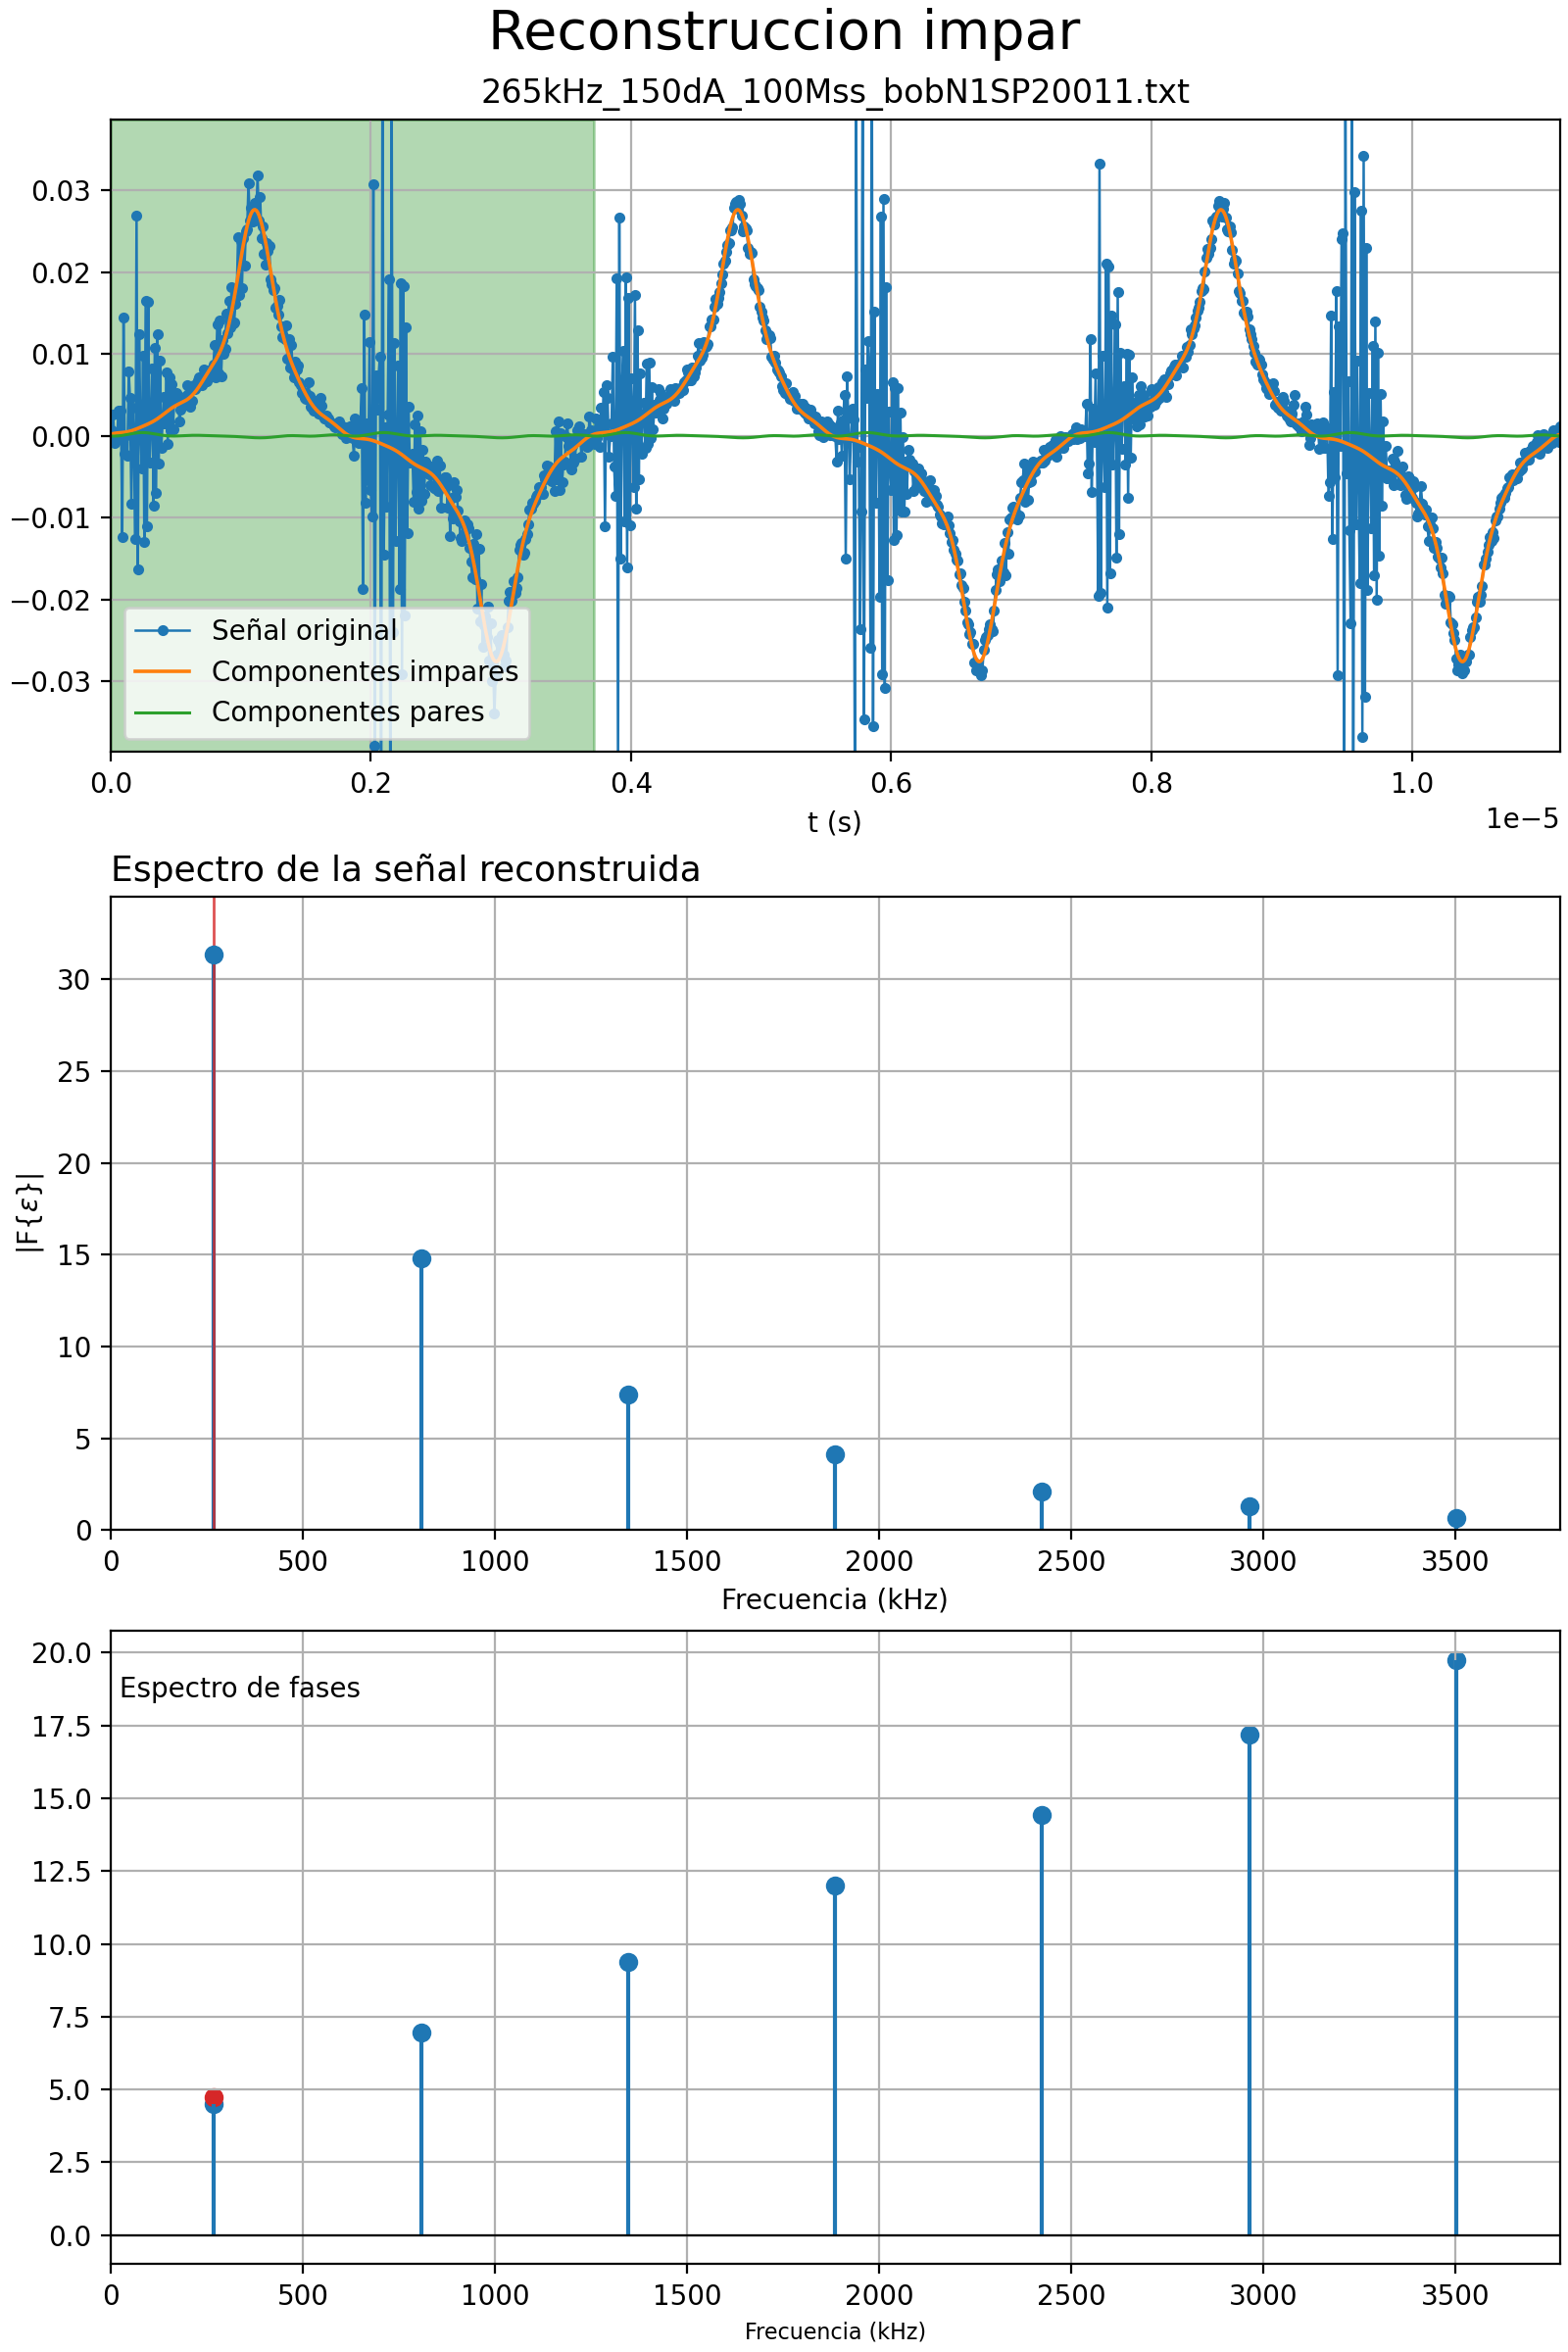 Reconstruccion impar
265kHz_150dA_100Mss_bobN1SP20011.txt
0.03
0.02
0.01
0.00
−0.01
−0.02
−0.03
Señal original
Componentes impares
Componentes pares
0.0 0.2 0.4 0.6 0.8 1.0
t (s)
1e−5
Espectro de la señal reconstruida
30
25
20
15
10
5
0
|F{ε}|
0 500 1000 1500 2000 2500 3000 3500
Frecuencia (kHz)
20.0
Espectro de fases
17.5
15.0
12.5
10.0
7.5
5.0
2.5
0.0
0 500 1000 1500 2000 2500 3000 3500
Frecuencia (kHz)